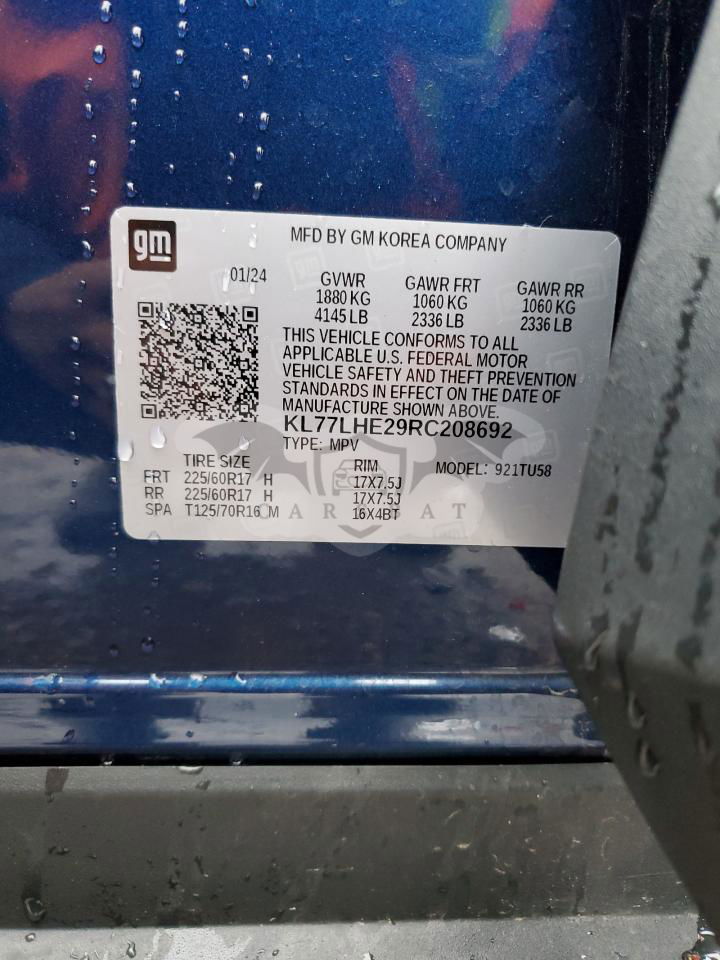 gm
MFD BY GM KOREA COMPANY
01/24
GVWR GAWR FRT GAWR RR
1880 KG 1060 KG 1060 KG
4145 LB 2336 LB 2336 LB
THIS VEHICLE CONFORMS TO ALL
APPLICABLE U.S. FEDERAL MOTOR
VEHICLE SAFETY AND THEFT PREVENTION
STANDARDS IN EFFECT ON THE DATE OF
MANUFACTURE SHOWN ABOVE.
KL77LHE29RC208692
TYPE: MPV
TIRE SIZE RIM MODEL: 921TU58
FRT 225/60R17 H 17X7.5J
RR 225/60R17 H 17X7.5J
SPA T125/70R16 M 16X4BT